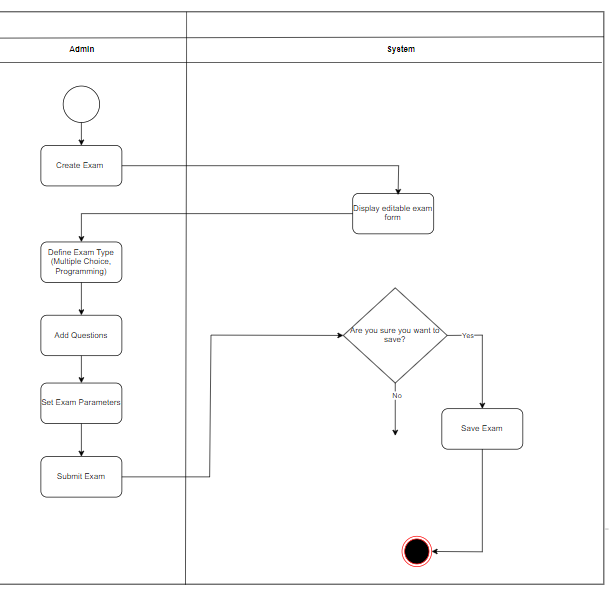 Admin
System
Create Exam
Display editable exam
form
Define Exam Type
(Multiple Choice,
Programming)
Add Questions
Are you sure you want to
save?
Yes
No
Set Exam Parameters
Save Exam
Submit Exam